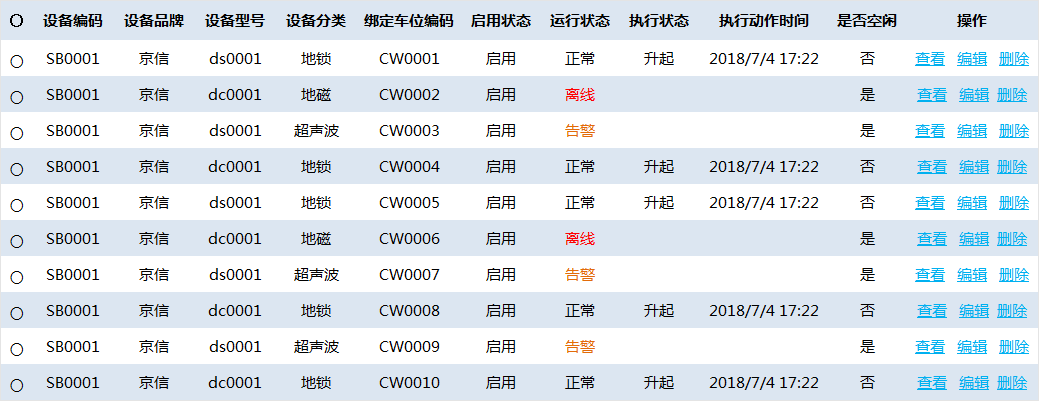 设备编码 设备品牌 设备型号 设备分类 绑定车位编码 启用状态 运行状态 执行状态 执行动作时间 是否空闲 操作
SB0001 京信 ds0001 地锁 CW0001 启用 正常 升起 2018/7/4 17:22 否 查看 编辑 删除
SB0001 京信 dc0001 地磁 CW0002 启用 离线 是 查看 编辑 删除
SB0001 京信 ds0001 超声波 CW0003 启用 告警 是 查看 编辑 删除
SB0001 京信 dc0001 地锁 CW0004 启用 正常 升起 2018/7/4 17:22 否 查看 编辑 删除
SB0001 京信 ds0001 地锁 CW0005 启用 正常 升起 2018/7/4 17:22 否 查看 编辑 删除
SB0001 京信 dc0001 地磁 CW0006 启用 离线 是 查看 编辑 删除
SB0001 京信 ds0001 超声波 CW0007 启用 告警 是 查看 编辑 删除
SB0001 京信 dc0001 地锁 CW0008 启用 正常 升起 2018/7/4 17:22 否 查看 编辑 删除
SB0001 京信 ds0001 超声波 CW0009 启用 告警 是 查看 编辑 删除
SB0001 京信 dc0001 地锁 CW0010 启用 正常 升起 2018/7/4 17:22 否 查看 编辑 删除